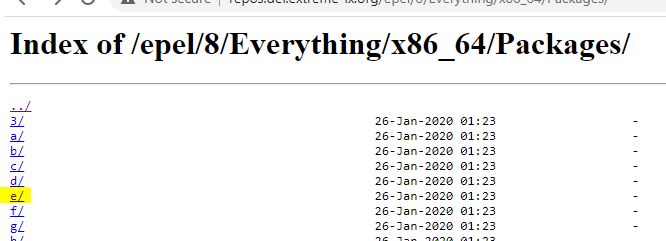 Not secure | repos.del.extreme-ix.org/epel/8/Everything/x86_64/Packages/
Index of /epel/8/Everything/x86_64/Packages/
../
3/ 26-Jan-2020 01:23 -
a/ 26-Jan-2020 01:23 -
b/ 26-Jan-2020 01:23 -
c/ 26-Jan-2020 01:23 -
d/ 26-Jan-2020 01:23 -
e/ 26-Jan-2020 01:23 -
f/ 26-Jan-2020 01:23 -
g/ 26-Jan-2020 01:23 -
h/ 26-Jan-2020 01:23 -